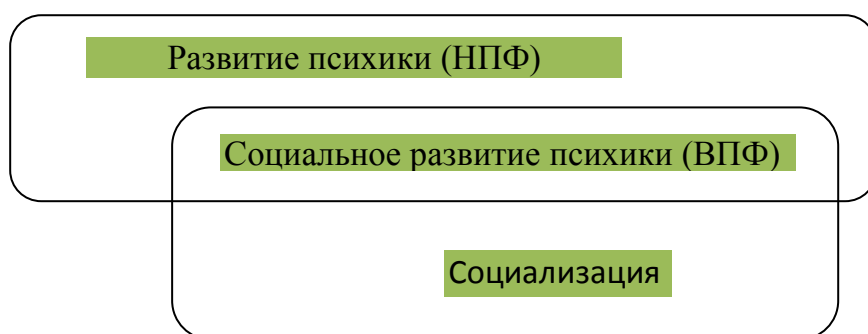 Развитие психики (НПФ)
Социальное развитие психики (ВПФ)
Социализация